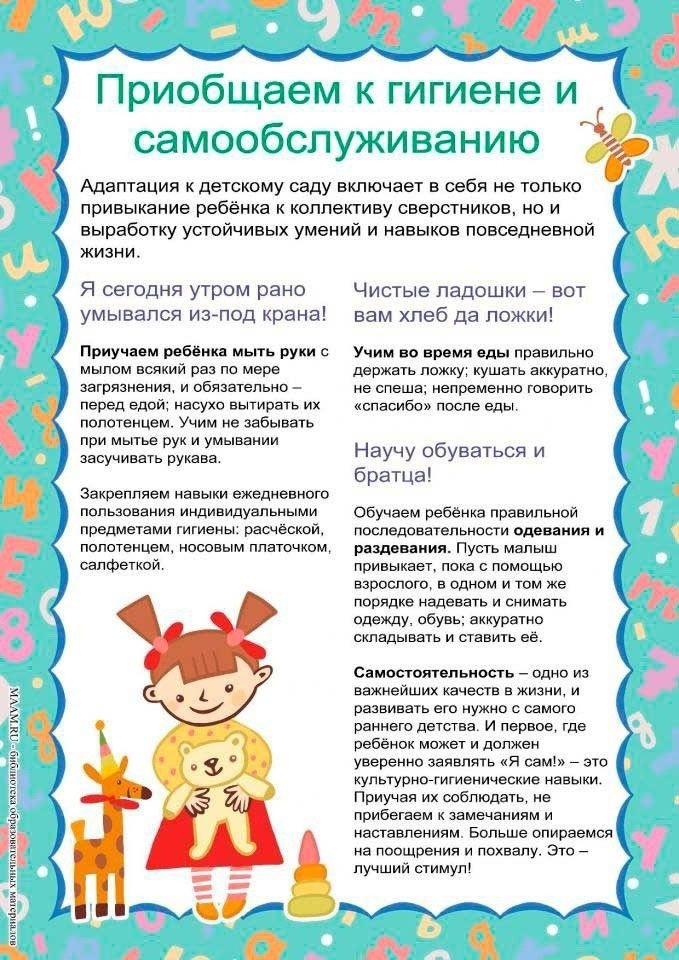 Приобщаем к гигиене и
самообслуживанию
Адаптация к детскому саду включает в себя не только
привыкание ребёнка к коллективу сверстников, но и
выработку устойчивых умений и навыков повседневной
жизни.
Я сегодня утром рано
умывался из-под крана!
Приучаем ребёнка мыть руки с
мылом всякий раз по мере
загрязнения, и обязательно –
перед едой; насухо вытирать их
полотенцем. Учим не забывать
при мытье рук и умывании
засучивать рукава.
Закрепляем навыки ежедневного
пользования индивидуальными
предметами гигиены: расчёской,
полотенцем, носовым платочком,
салфеткой.
Чистые ладошки – вот
вам хлеб да ложки!
Учим во время еды правильно
держать ложку; кушать аккуратно,
не спеша; непременно говорить
«спасибо» после еды.
Научу обуваться и
братца!
Обучаем ребёнка правильной
последовательности одевания и
раздевания. Пусть малыш
привыкает, пока с помощью
взрослого, в одном и том же
порядке надевать и снимать
одежду, обувь; аккуратно
складывать и ставить её.
Самостоятельность – одно из
важнейших качеств в жизни, и
развивать его нужно с самого
раннего детства. И первое, где
ребёнок может и должен
уверенно заявлять «Я сам!» – это
культурно-гигиенические навыки.
Приучая их соблюдать, не
прибегаем к замечаниям и
наставлениям. Больше опираемся
на поощрения и похвалу. Это –
лучший стимул!
MAAM.RU - библиотека образовательных материалов